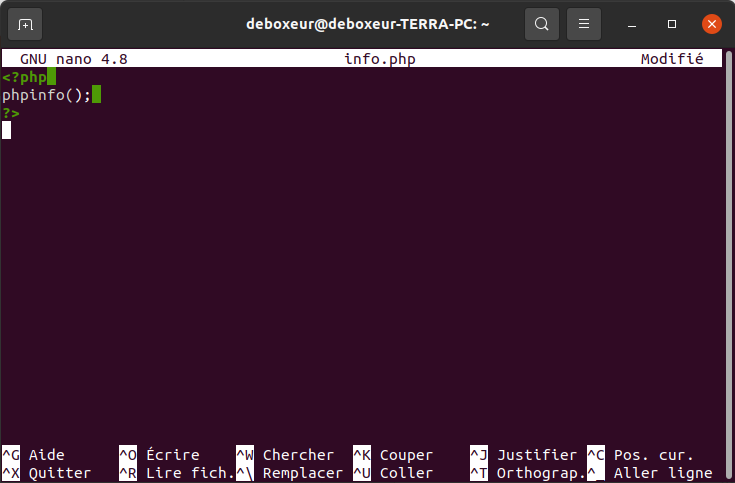 deboxeur@deboxeur-TERRA-PC: ~
GNU nano 4.8 info.php Modifié
<?php
phpinfo();
?>
^G Aide ^O Écrire ^W Chercher ^K Couper ^J Justifier ^C Pos. cur.
^X Quitter ^R Lire fich. ^\ Remplacer ^U Coller ^T Orthograp. ^_ Aller ligne